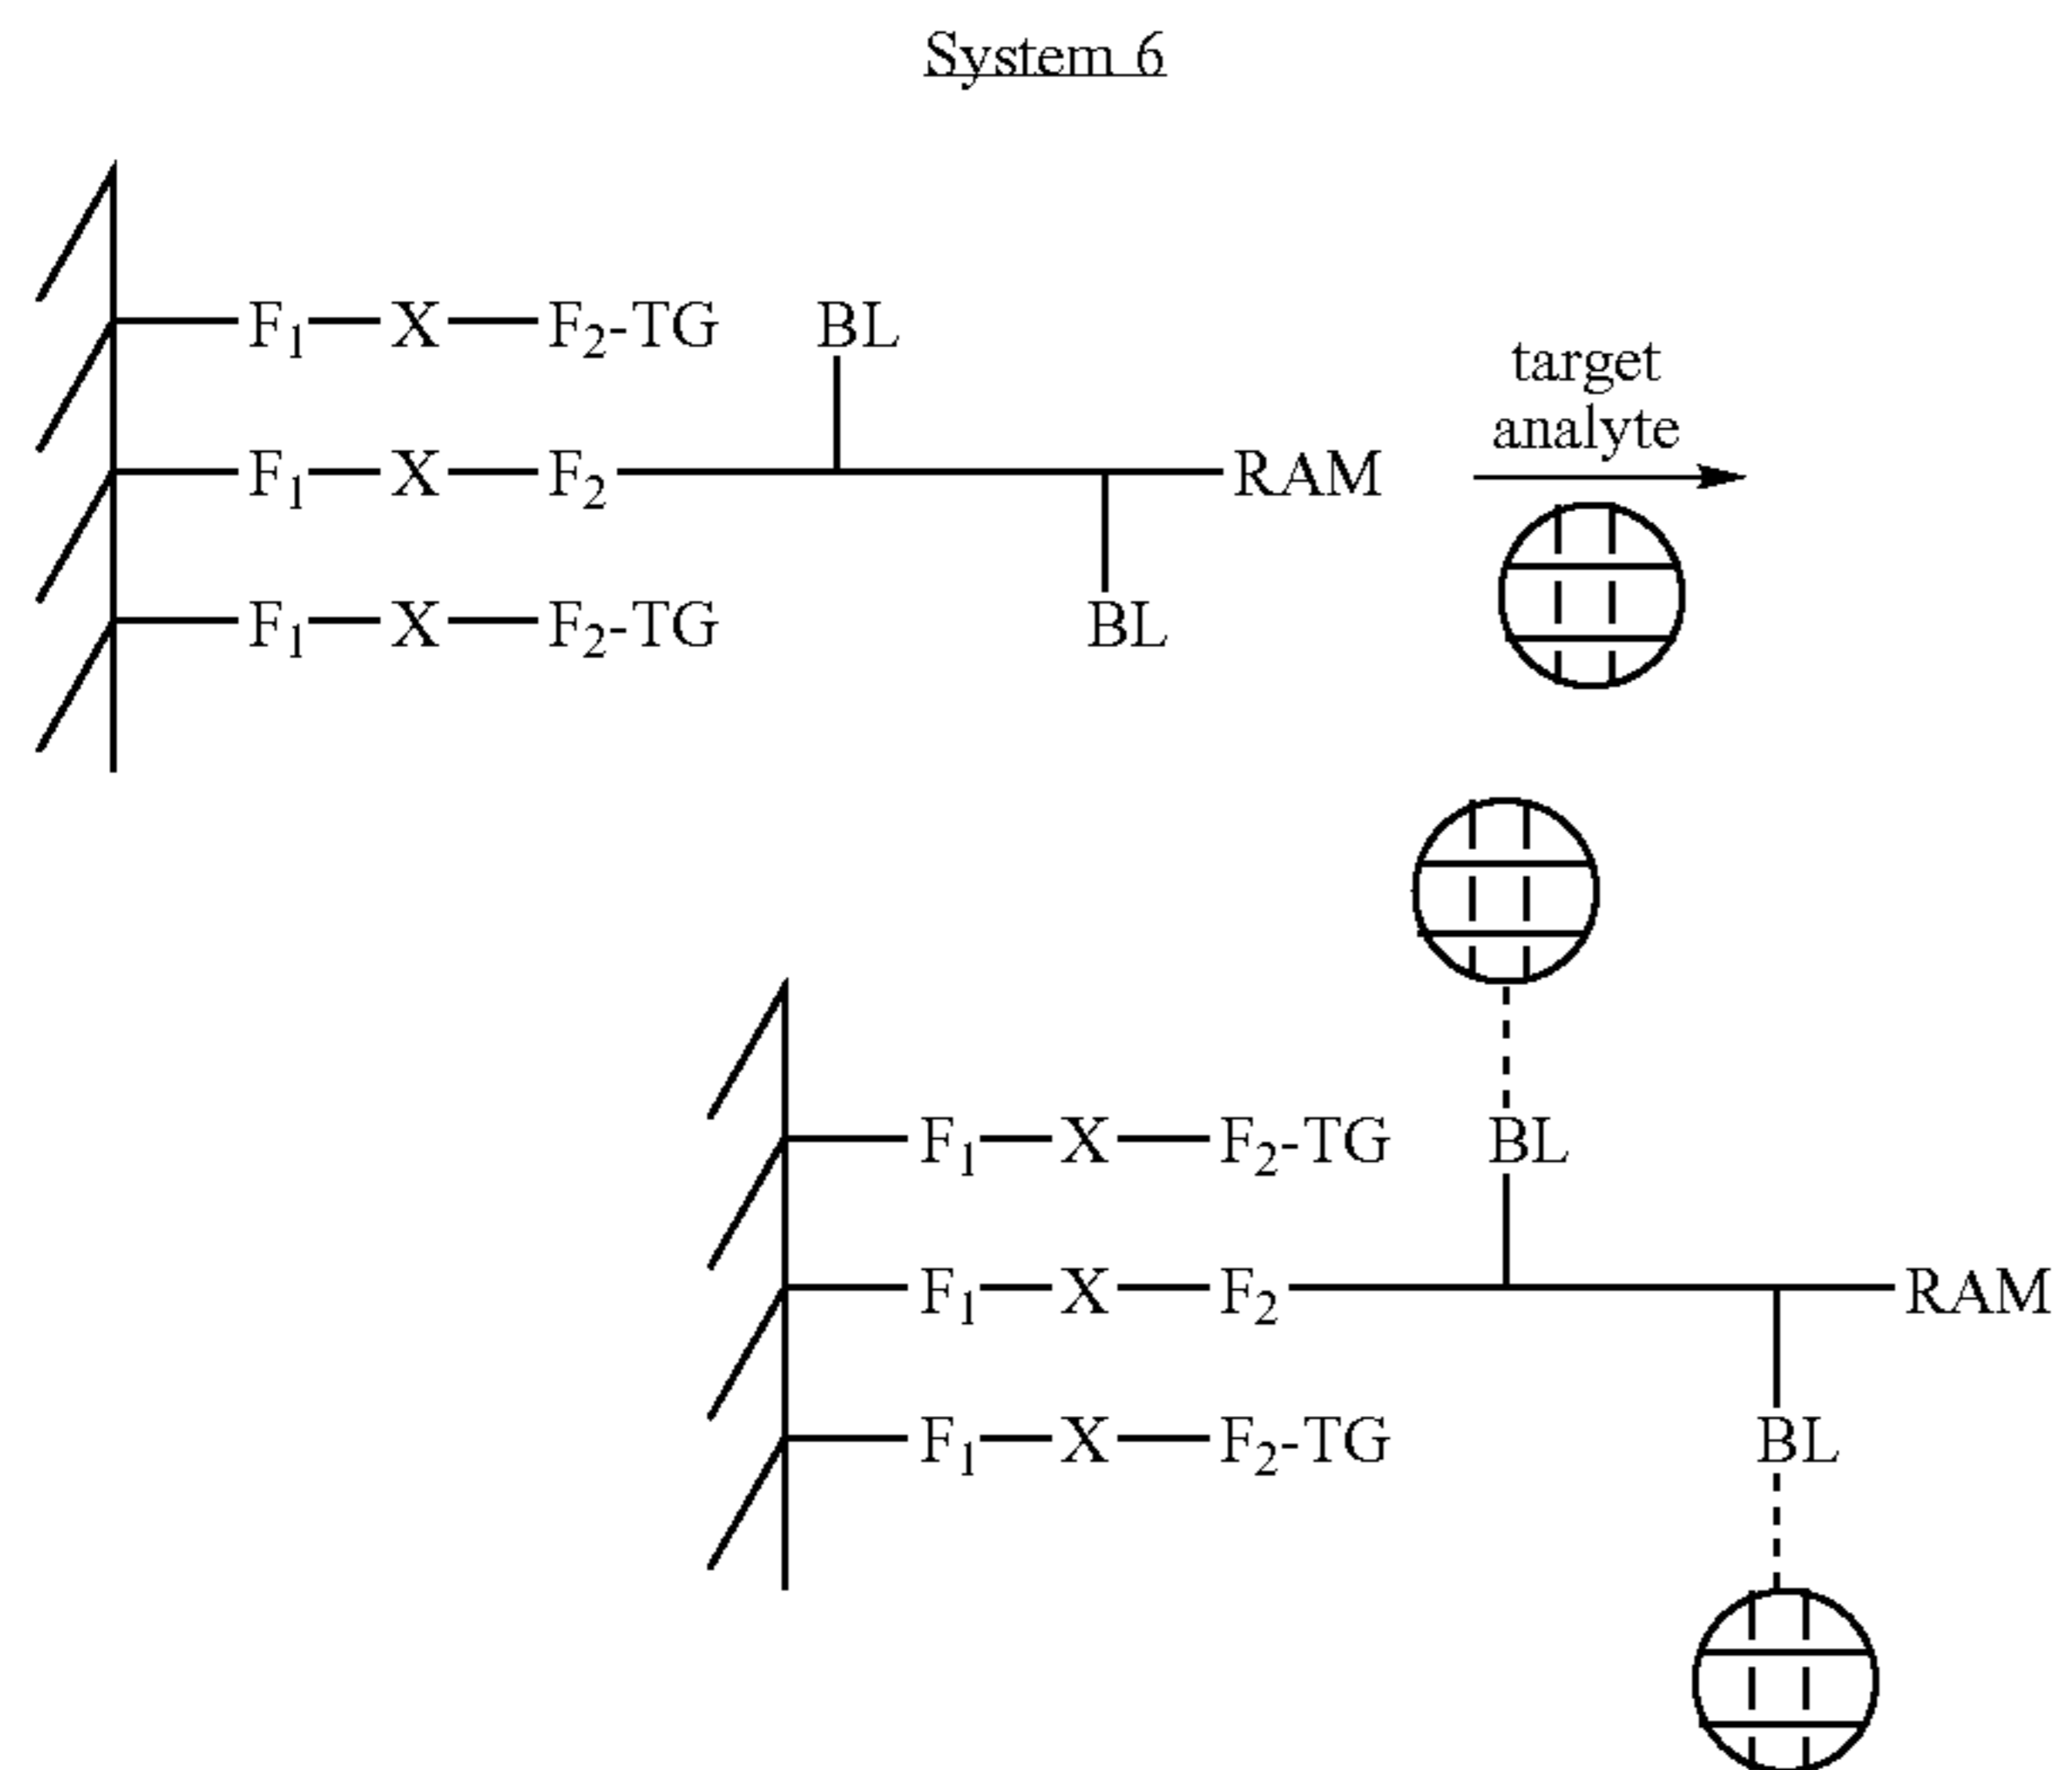 System 6
F₁—X—F₂-TG BL
target
analyte
F₁—X—F₂ RAM
F₁—X—F₂-TG BL
F₁—X—F₂-TG BL
F₁—X—F₂ RAM
F₁—X—F₂-TG BL